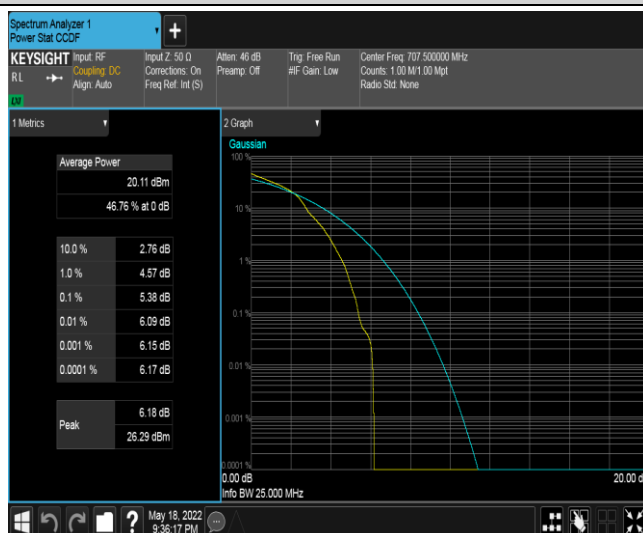 Spectrum Analyzer 1
Power Stat CCDF
+
KEYSIGHT
RL
LXI
Input: RF
Coupling: DC
Align: Auto
Input Z: 50 Ω
Corrections: On
Freq Ref: Int (S)
Atten: 46 dB
Preamp: Off
Trig: Free Run
#IF Gain: Low
Center Freq: 707.500000 MHz
Counts: 1.00 M/1.00 Mpt
Radio Std: None
1 Metrics
Average Power
20.11 dBm
46.76 % at 0 dB
10.0 % 2.76 dB
1.0 % 4.57 dB
0.1 % 5.38 dB
0.01 % 6.09 dB
0.001 % 6.15 dB
0.0001 % 6.17 dB
Peak
6.18 dB
26.29 dBm
2 Graph
Gaussian
100 %
10 %
1 %
0.1 %
0.01 %
0.001 %
0.0001 %
0.00 dB
20.00 d
Info BW 25.000 MHz
?
May 18, 2022
9:36:17 PM